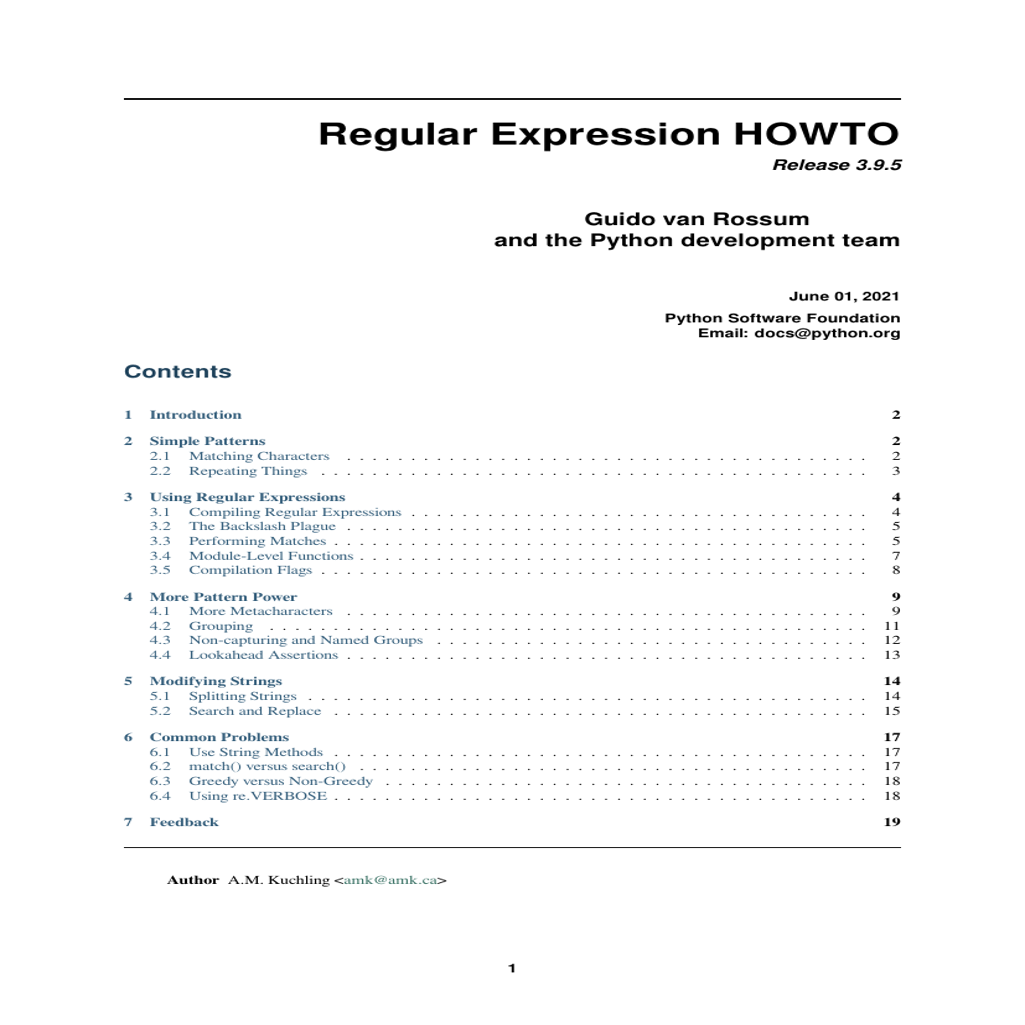 Regular Expression HOWTO
Release 3.9.5
Guido van Rossum
and the Python development team
June 01, 2021
Python Software Foundation
Email: docs@python.org
Contents
1 Introduction 2
2 Simple Patterns 2
2.1 Matching Characters . . . . . . . . . . . . . . . . . . . . . . . . . . . . . . . . . . . . . . . . . 2
2.2 Repeating Things . . . . . . . . . . . . . . . . . . . . . . . . . . . . . . . . . . . . . . . . . . . 3
3 Using Regular Expressions 4
3.1 Compiling Regular Expressions . . . . . . . . . . . . . . . . . . . . . . . . . . . . . . . . . . . . 4
3.2 The Backslash Plague . . . . . . . . . . . . . . . . . . . . . . . . . . . . . . . . . . . . . . . . . 5
3.3 Performing Matches . . . . . . . . . . . . . . . . . . . . . . . . . . . . . . . . . . . . . . . . . . 5
3.4 Module-Level Functions . . . . . . . . . . . . . . . . . . . . . . . . . . . . . . . . . . . . . . . . 7
3.5 Compilation Flags . . . . . . . . . . . . . . . . . . . . . . . . . . . . . . . . . . . . . . . . . . . 8
4 More Pattern Power 9
4.1 More Metacharacters . . . . . . . . . . . . . . . . . . . . . . . . . . . . . . . . . . . . . . . . . 9
4.2 Grouping . . . . . . . . . . . . . . . . . . . . . . . . . . . . . . . . . . . . . . . . . . . . . . . 11
4.3 Non-capturing and Named Groups . . . . . . . . . . . . . . . . . . . . . . . . . . . . . . . . . . 12
4.4 Lookahead Assertions . . . . . . . . . . . . . . . . . . . . . . . . . . . . . . . . . . . . . . . . . 13
5 Modifying Strings 14
5.1 Splitting Strings . . . . . . . . . . . . . . . . . . . . . . . . . . . . . . . . . . . . . . . . . . . . 14
5.2 Search and Replace . . . . . . . . . . . . . . . . . . . . . . . . . . . . . . . . . . . . . . . . . . 15
6 Common Problems 17
6.1 Use String Methods . . . . . . . . . . . . . . . . . . . . . . . . . . . . . . . . . . . . . . . . . . 17
6.2 match() versus search() . . . . . . . . . . . . . . . . . . . . . . . . . . . . . . . . . . . . . . . . 17
6.3 Greedy versus Non-Greedy . . . . . . . . . . . . . . . . . . . . . . . . . . . . . . . . . . . . . . 18
6.4 Using re.VERBOSE . . . . . . . . . . . . . . . . . . . . . . . . . . . . . . . . . . . . . . . . . . 18
7 Feedback 19
Author A.M. Kuchling <amk@amk.ca>
1